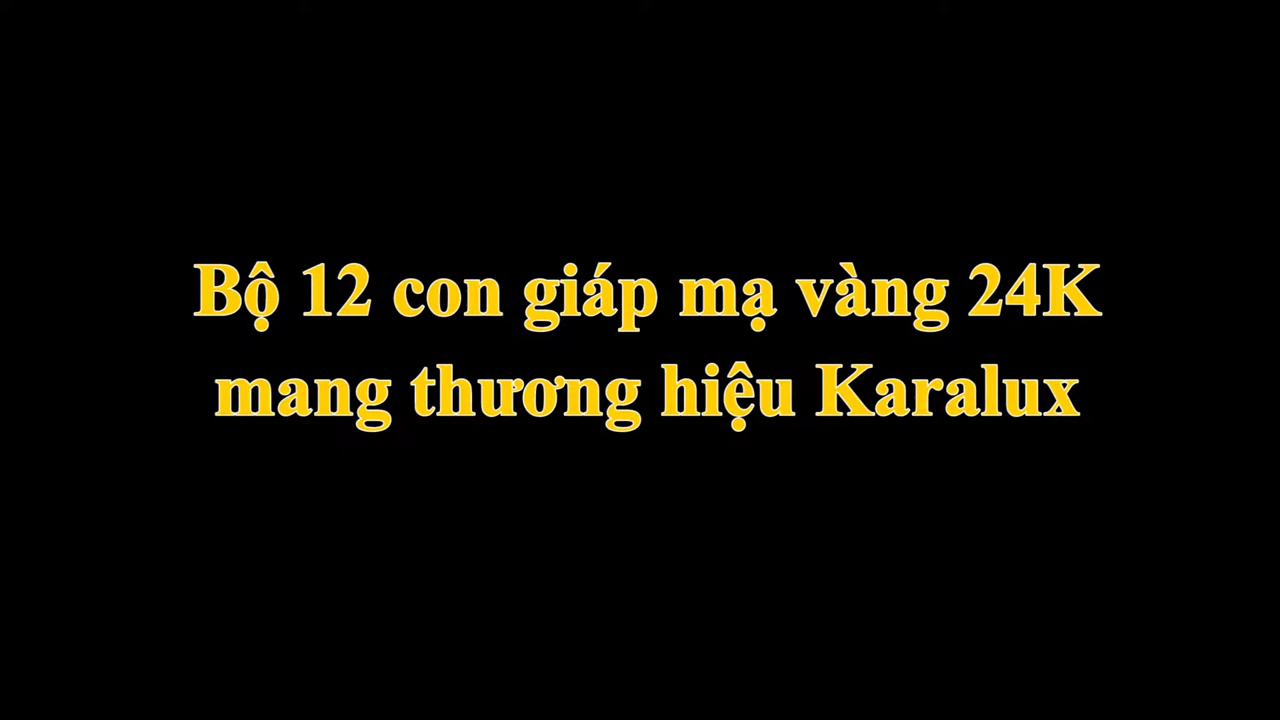 Bộ 12 con giáp mạ vàng 24K
mang thương hiệu Karalux